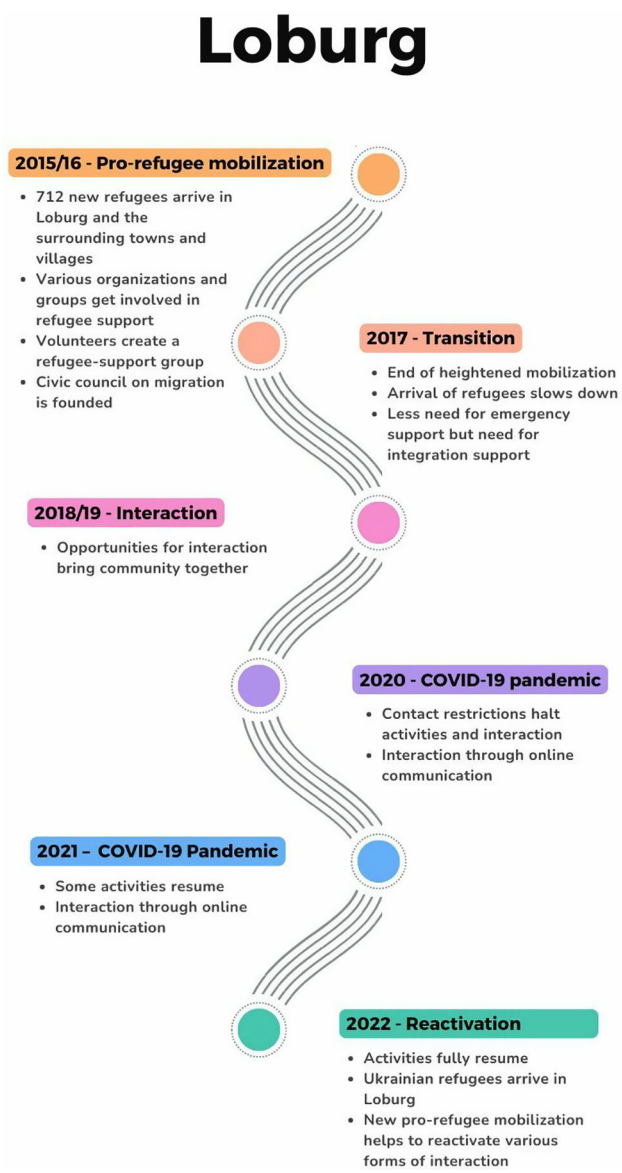 Loburg
2015/16 - Pro-refugee mobilization
• 712 new refugees arrive in
Loburg and the
surrounding towns and
villages
• Various organizations and
groups get involved in
refugee support
• Volunteers create a
refugee-support group
• Civic council on migration
is founded
2017 - Transition
• End of heightened mobilization
• Arrival of refugees slows down
• Less need for emergency
support but need for
integration support
2018/19 - Interaction
• Opportunities for interaction
bring community together
2020 - COVID-19 pandemic
• Contact restrictions halt
activities and interaction
• Interaction through online
communication
2021 – COVID-19 Pandemic
• Some activities resume
• Interaction through online
communication
2022 - Reactivation
• Activities fully resume
• Ukrainian refugees arrive in
Loburg
• New pro-refugee mobilization
helps to reactivate various
forms of interaction